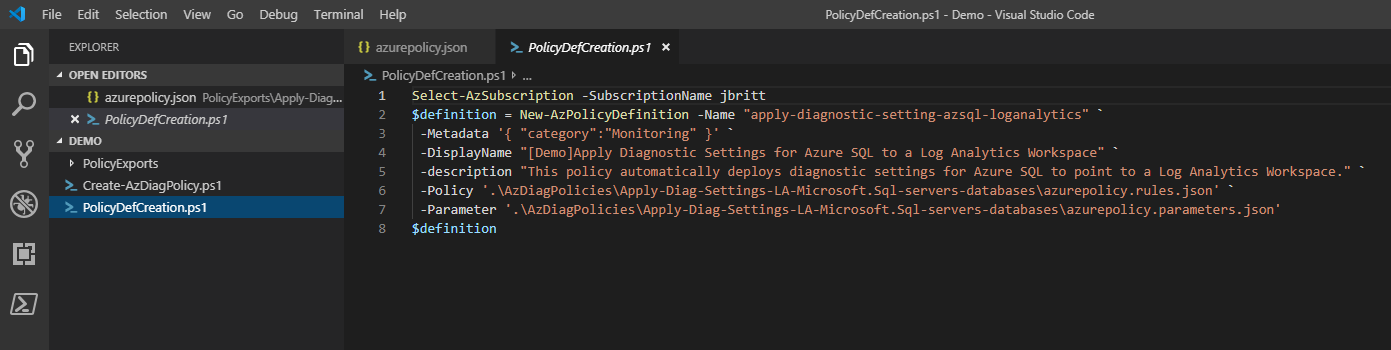 File Edit Selection View Go Debug Terminal Help PolicyDefCreation.ps1 - Demo - Visual Studio Code
EXPLORER
OPEN EDITORS
azurepolicy.json PolicyExports\Apply-Diag...
PolicyDefCreation.ps1
DEMO
PolicyExports
Create-AzDiagPolicy.ps1
PolicyDefCreation.ps1
azurepolicy.json PolicyDefCreation.ps1
PolicyDefCreation.ps1 ...
1 Select-AzSubscription -SubscriptionName jbritt
2 $definition = New-AzPolicyDefinition -Name "apply-diagnostic-setting-azsql-loganalytics" `
3 -Metadata '{ "category":"Monitoring" }' `
4 -DisplayName "[Demo]Apply Diagnostic Settings for Azure SQL to a Log Analytics Workspace" `
5 -description "This policy automatically deploys diagnostic settings for Azure SQL to point to a Log Analytics Workspace." `
6 -Policy '.\AzDiagPolicies\Apply-Diag-Settings-LA-Microsoft.Sql-servers-databases\azurepolicy.rules.json' `
7 -Parameter '.\AzDiagPolicies\Apply-Diag-Settings-LA-Microsoft.Sql-servers-databases\azurepolicy.parameters.json'
8 $definition